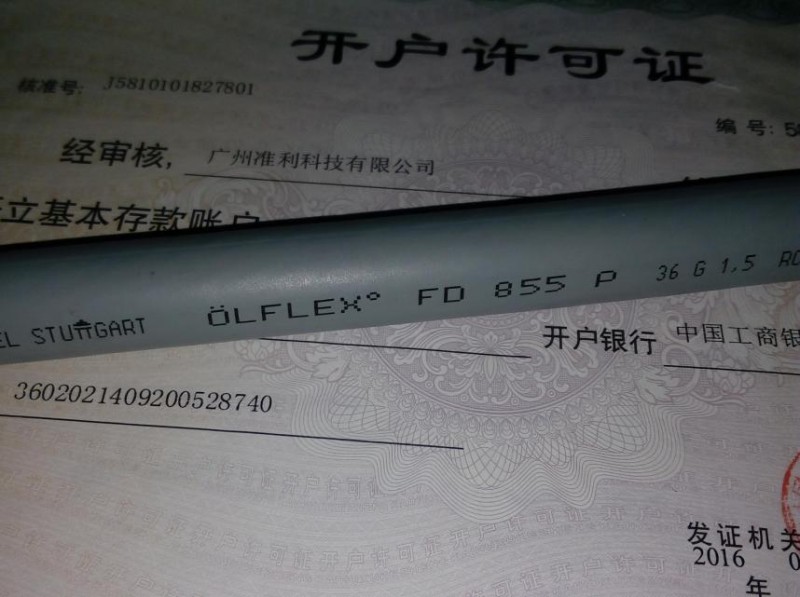 开户许可证
核准号: J5810101827801
编 号: 5
经审核, 广州准利科技有限公司
立基本存款账户
EL STUTTGART ÖLFLEX® FD 855 P 36 G 1,5 RO
开户银行 中国工商银
3602021409200528740
发证机关
2016 0
年